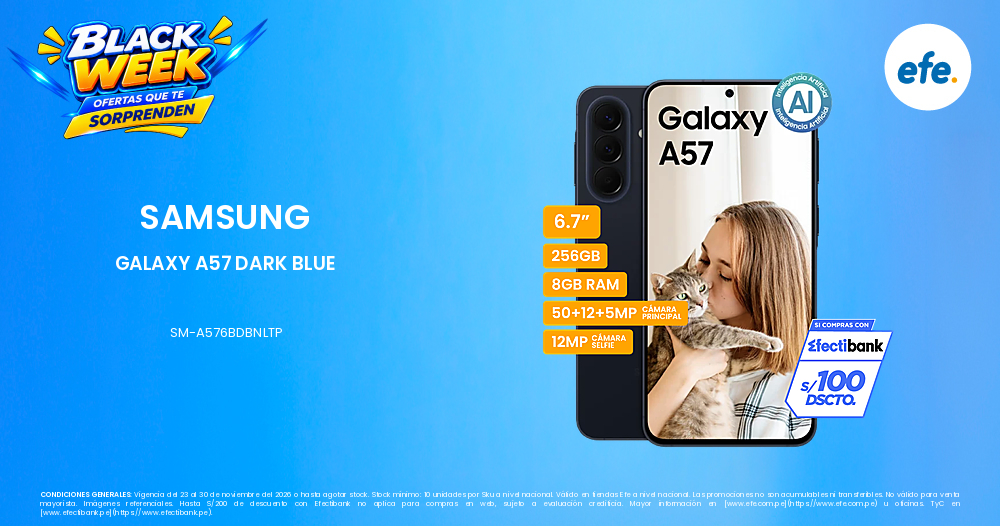 BLACK
WEEK
OFERTAS QUE TE
SORPRENDEN
efe.
SAMSUNG
GALAXY A57 DARK BLUE
SM-A576BDBNLTP
Galaxy
A57
Inteligencia Artificial
AI
Inteligencia Artificial
6.7”
256GB
8GB RAM
50+12+5MP CÁMARA PRINCIPAL
12MP CÁMARA SELFIE
SI COMPRAS CON
Efectibank
S/100
DSCTO.
CONDICIONES GENERALES: Vigencia del 23 al 30 de noviembre del 2026 o hasta agotar stock. Stock mínimo: 10 unidades por Sku a nivel nacional. Válido en tiendas Efe a nivel nacional. Las promociones no son acumulables ni transferibles. No válido para venta
mayorista. Imágenes referenciales. Hasta S/200 de descuento con Efectibank no aplica para compras en web, sujeto a evaluación crediticia. Mayor información en [www.efe.com.pe](https://www.efe.com.pe) u oficinas. TyC en
[www.efectibank.pe](https://www.efectibank.pe).